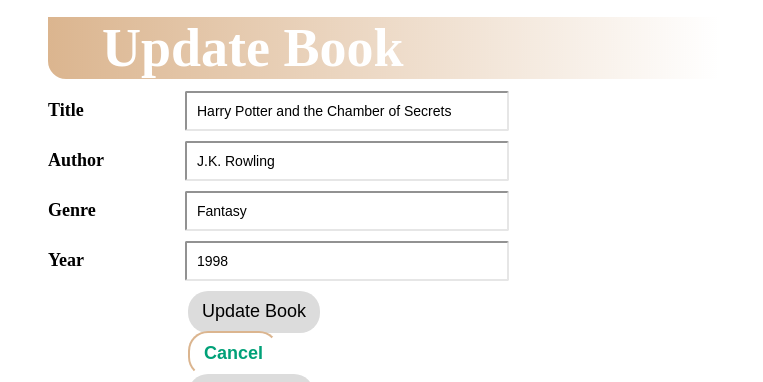 Update Book
Title Harry Potter and the Chamber of Secrets
Author J.K. Rowling
Genre Fantasy
Year 1998
Update Book
Cancel